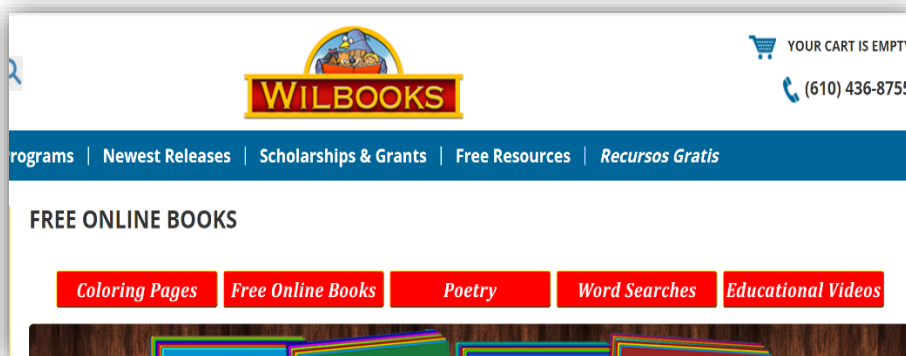 WILBOOKS
YOUR CART IS EMPTY
(610) 436-8755
rograms | Newest Releases | Scholarships & Grants | Free Resources | Recursos Gratis
FREE ONLINE BOOKS
Coloring Pages Free Online Books Poetry Word Searches Educational Videos